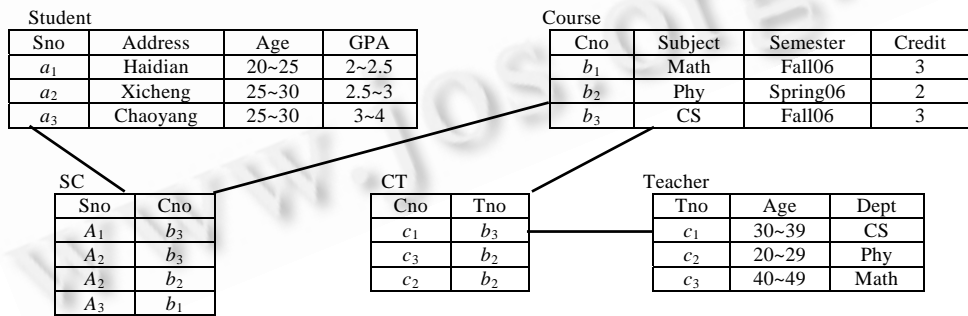 Student
Sno Address Age GPA
a1 Haidian 20~25 2~2.5
a2 Xicheng 25~30 2.5~3
a3 Chaoyang 25~30 3~4
Course
Cno Subject Semester Credit
b1 Math Fall06 3
b2 Phy Spring06 2
b3 CS Fall06 3
SC
Sno Cno
A1 b3
A2 b3
A2 b2
A3 b1
CT
Cno Tno
c1 b3
c3 b2
c2 b2
Teacher
Tno Age Dept
c1 30~39 CS
c2 20~29 Phy
c3 40~49 Math
www.jos.org